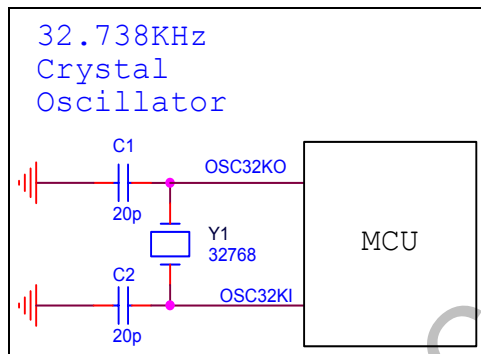 32.738KHz
Crystal
Oscillator
C1
OSC32KO
20p
Y1
32768
MCU
C2
OSC32KI
20p